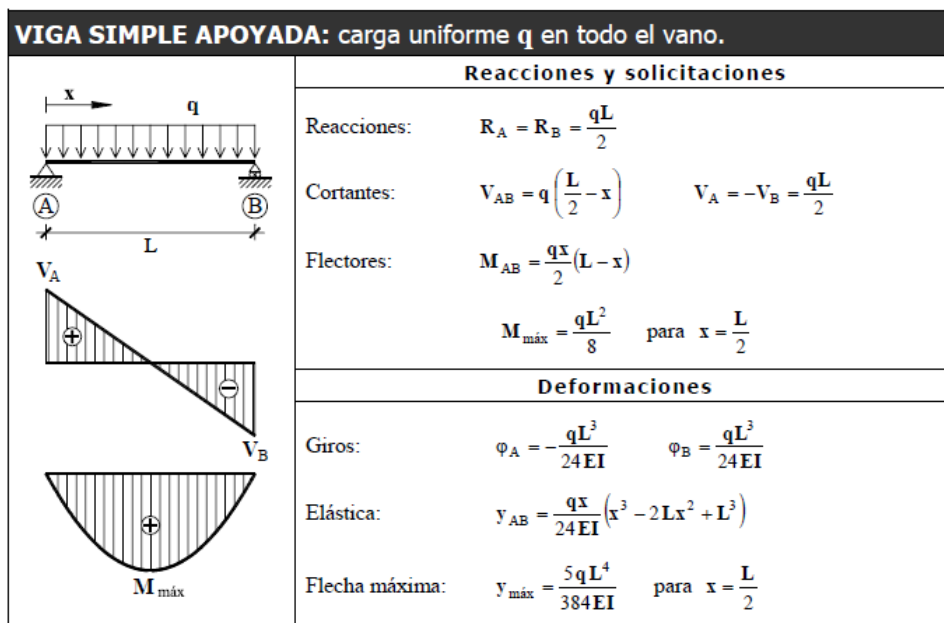 VIGA SIMPLE APOYADA: carga uniforme q en todo el vano.
x
q
A
B
L
V_A
+
−
V_B
+
M_máx
Reacciones y solicitaciones
Reacciones: R_A = R_B = qL/2
Cortantes: V_AB = q(L/2 − x) V_A = −V_B = qL/2
Flectores: M_AB = qx/2 (L − x)
M_máx = qL²/8 para x = L/2
Deformaciones
Giros: φ_A = −qL³/24EI φ_B = qL³/24EI
Elástica: y_AB = qx/24EI (x³ − 2Lx² + L³)
Flecha máxima: y_máx = 5qL⁴/384EI para x = L/2